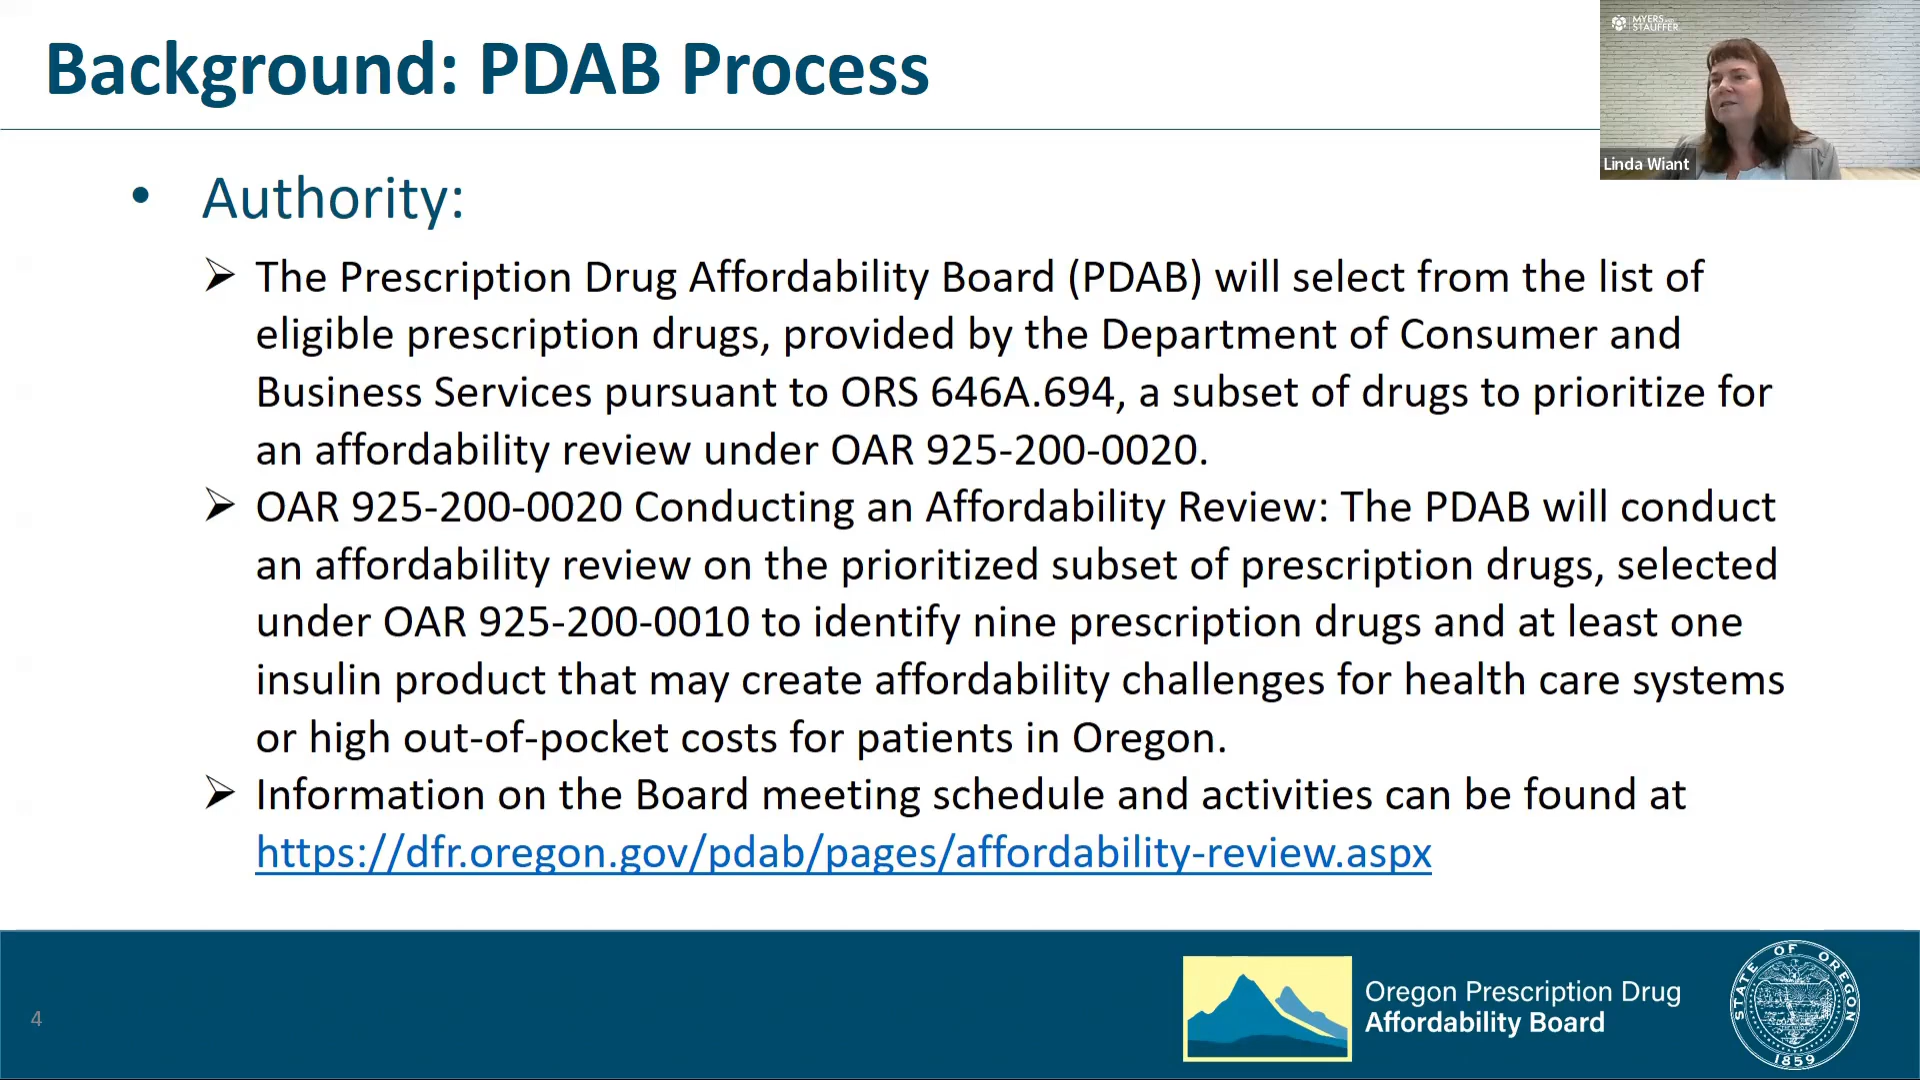 Background: PDAB Process
MYERS AND
STAUFFER
Linda Wiant
• Authority:
➢ The Prescription Drug Affordability Board (PDAB) will select from the list of
eligible prescription drugs, provided by the Department of Consumer and
Business Services pursuant to ORS 646A.694, a subset of drugs to prioritize for
an affordability review under OAR 925-200-0020.
➢ OAR 925-200-0020 Conducting an Affordability Review: The PDAB will conduct
an affordability review on the prioritized subset of prescription drugs, selected
under OAR 925-200-0010 to identify nine prescription drugs and at least one
insulin product that may create affordability challenges for health care systems
or high out-of-pocket costs for patients in Oregon.
➢ Information on the Board meeting schedule and activities can be found at
https://dfr.oregon.gov/pdab/pages/affordability-review.aspx
4
Oregon Prescription Drug
Affordability Board
STATE OF OREGON
1859